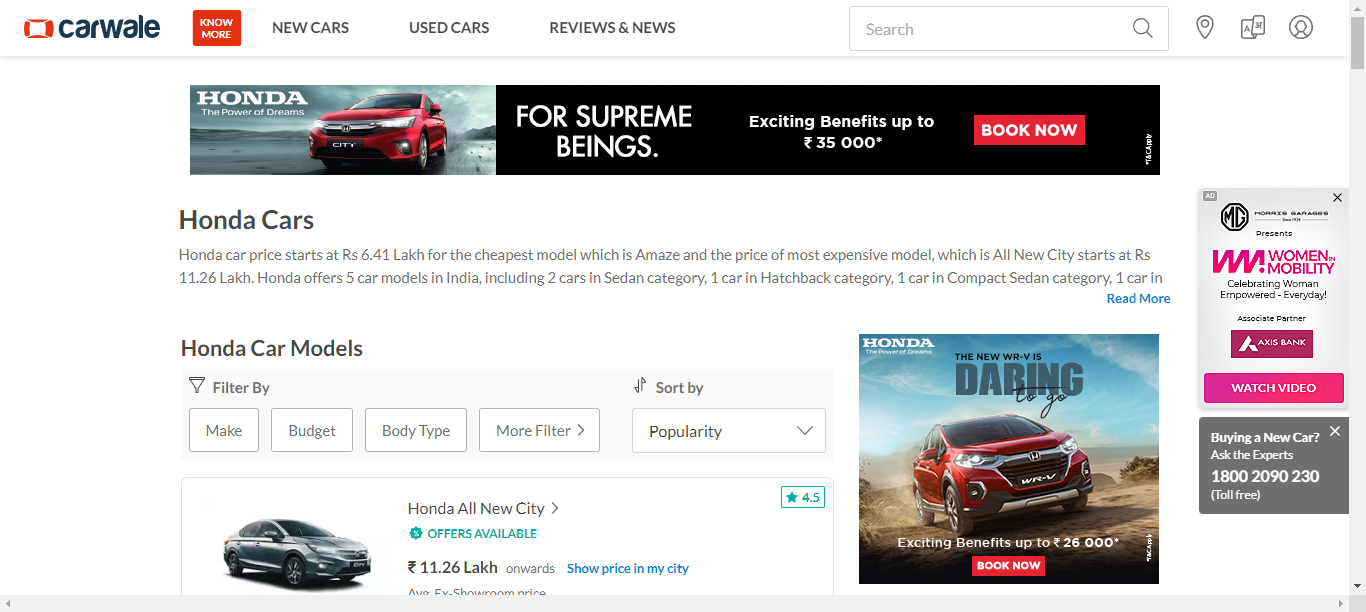 carwale
KNOW
MORE
NEW CARS
USED CARS
REVIEWS & NEWS
Search
HONDA
The Power of Dreams
CITY
FOR SUPREME
BEINGS.
Exciting Benefits up to
₹ 35 000*
BOOK NOW
*T&C Apply
Honda Cars
Honda car price starts at Rs 6.41 Lakh for the cheapest model which is Amaze and the price of most expensive model, which is All New City starts at Rs
11.26 Lakh. Honda offers 5 car models in India, including 2 cars in Sedan category, 1 car in Hatchback category, 1 car in Compact Sedan category, 1 car in
Read More
Honda Car Models
Filter By
Sort by
Make
Budget
Body Type
More Filter
Popularity
Honda All New City
4.5
OFFERS AVAILABLE
₹ 11.26 Lakh onwards Show price in my city
Avg. Ex-Showroom price
HONDA
The Power of Dreams
THE NEW WR-V IS
DARING
to go
WR-V
Exciting Benefits up to ₹ 26 000*
BOOK NOW
*T&C Apply
AD
MG
MORRIS GARAGES
Since 1924
Presents
WOMEN IN
MOBILITY
Celebrating Woman
Empowered - Everyday!
Associate Partner
AXIS BANK
WATCH VIDEO
Buying a New Car?
Ask the Experts
1800 2090 230
(Toll free)